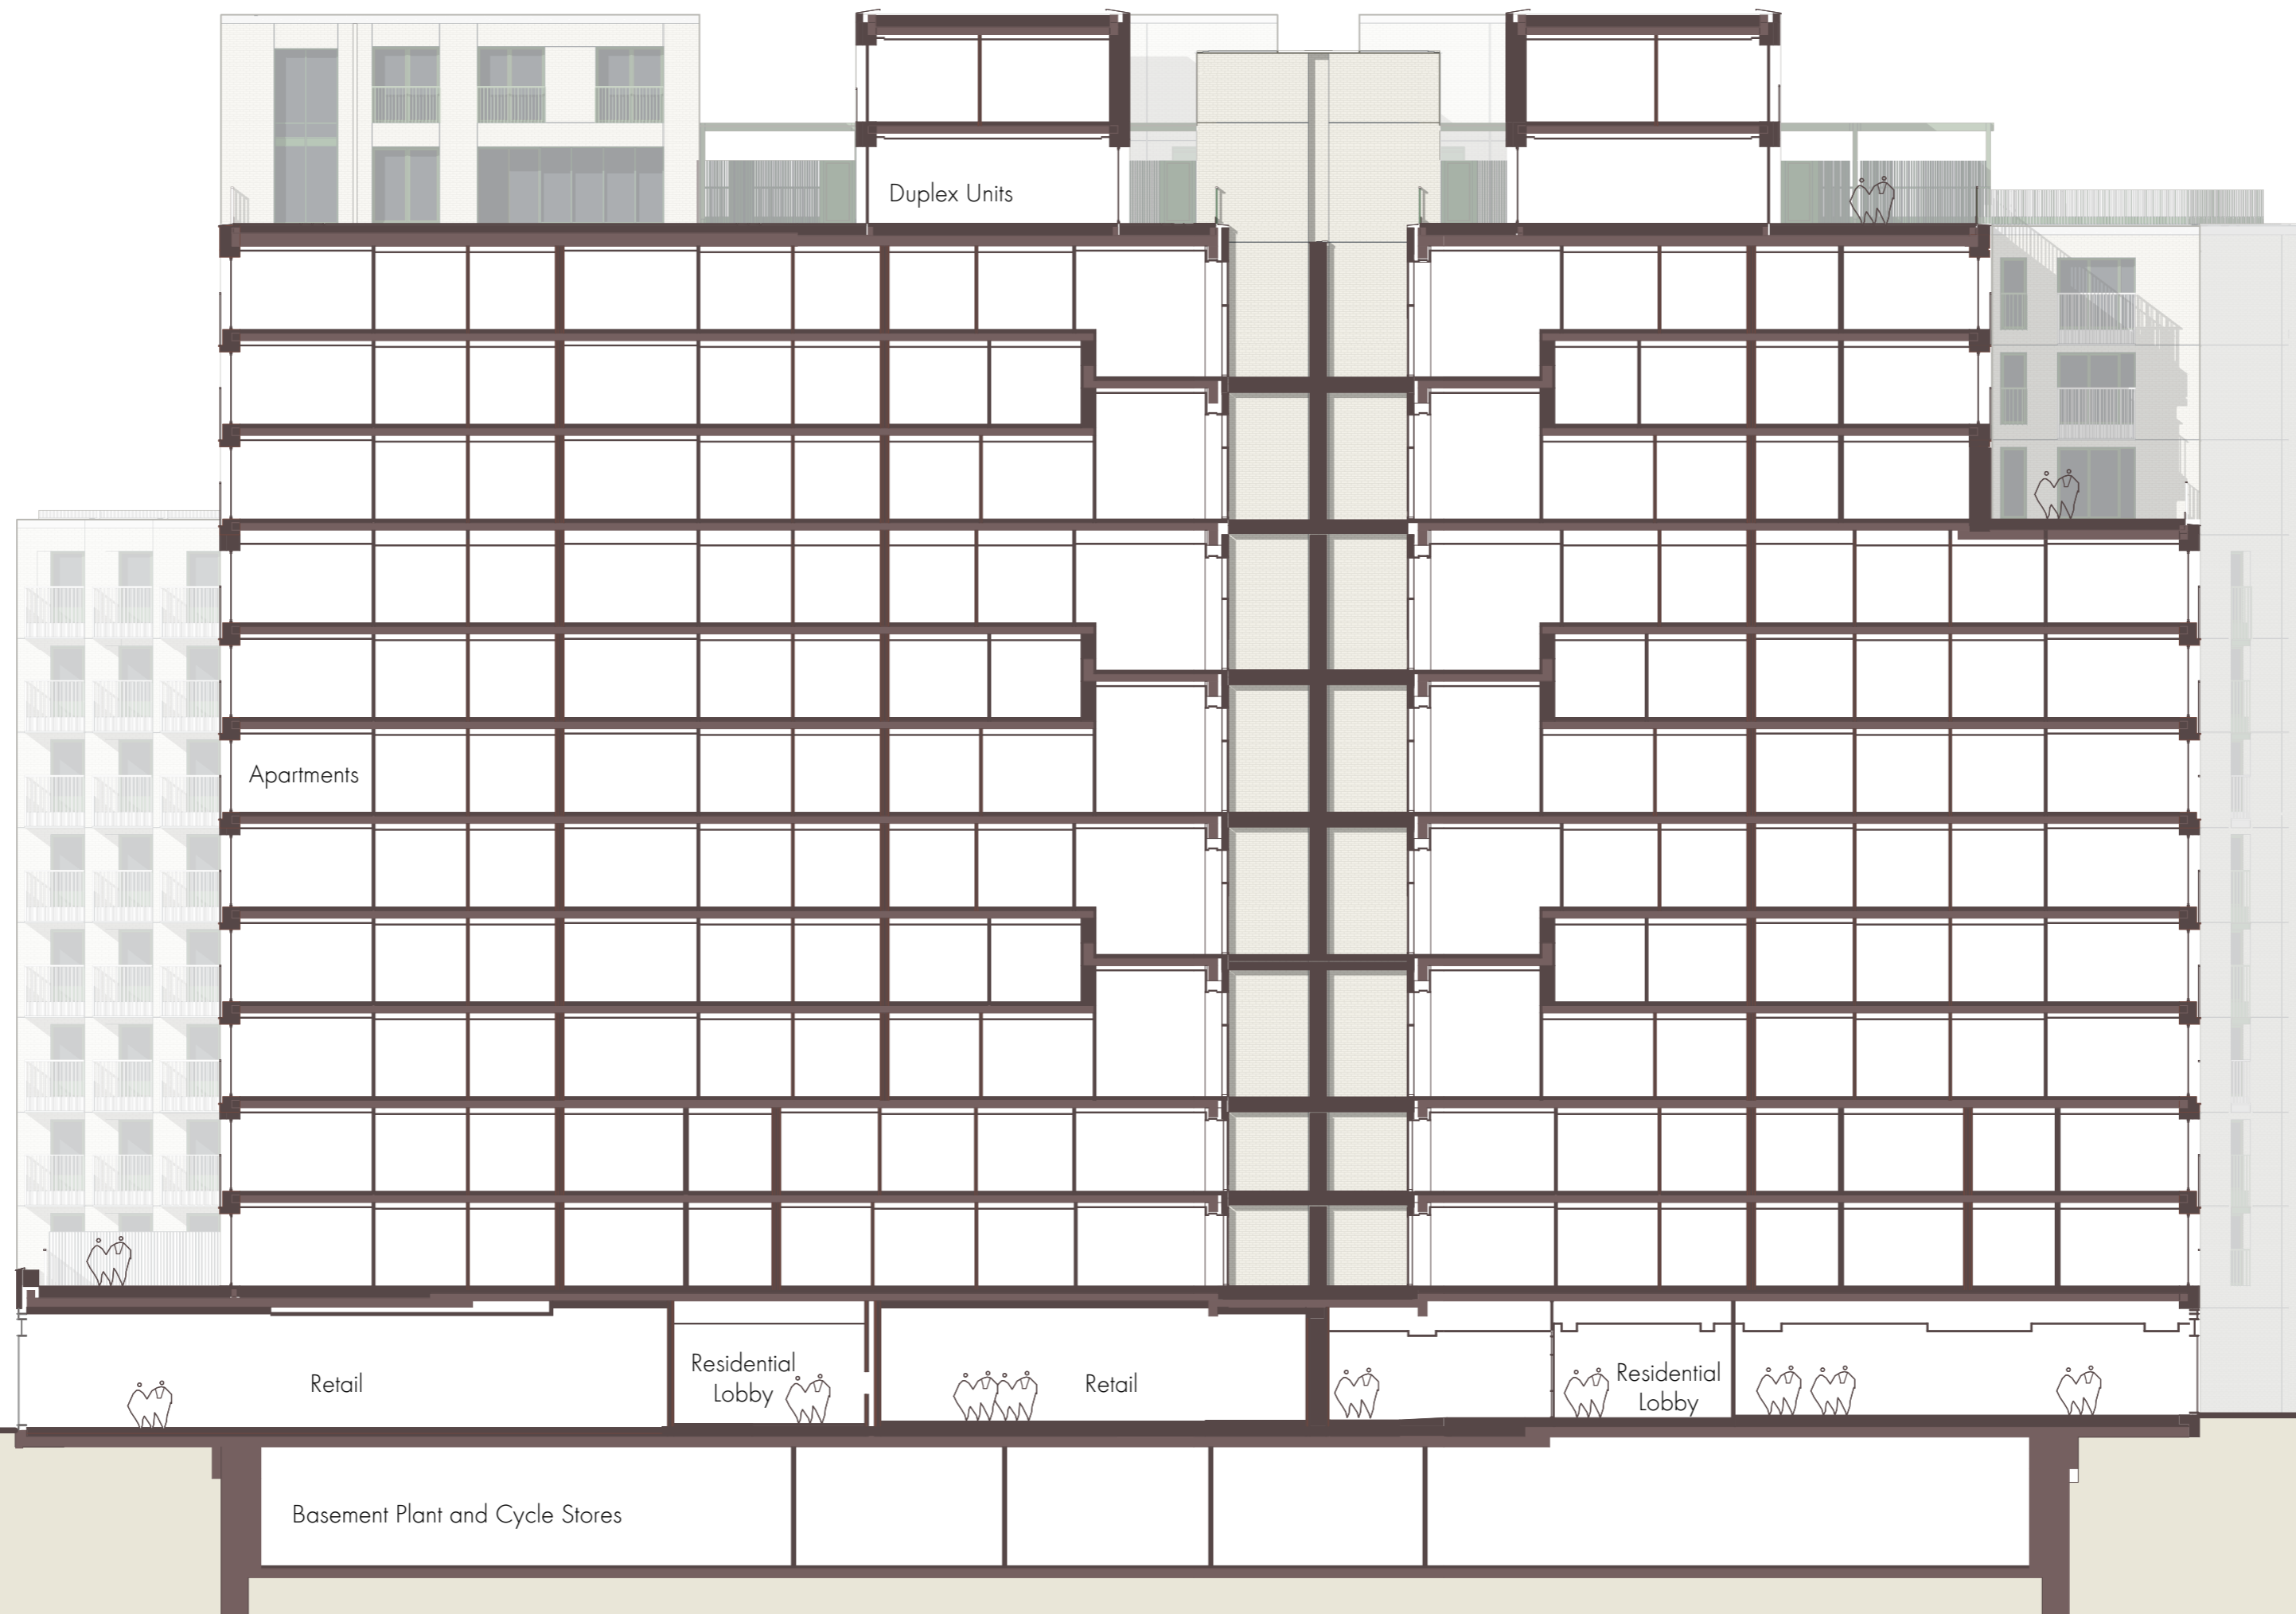 Duplex Units
Apartments
Retail
Residential
Lobby
Retail
Residential
Lobby
Basement Plant and Cycle Stores